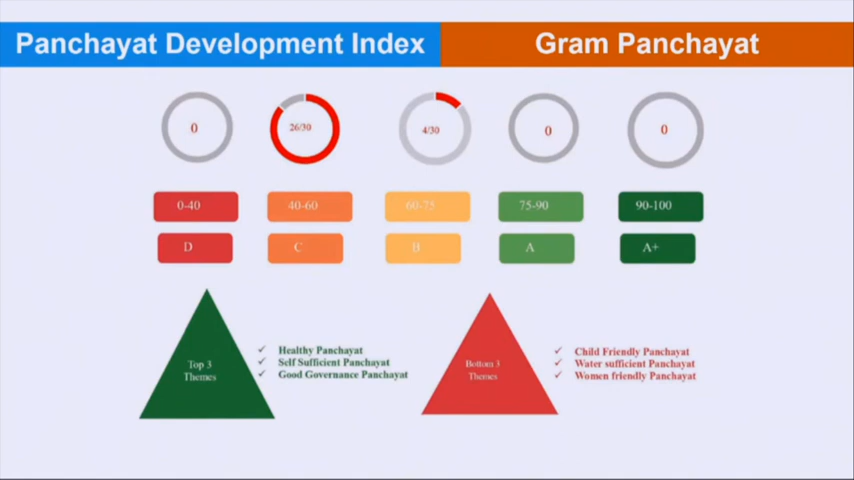 Panchayat Development Index
Gram Panchayat
0
26/30
4/30
0
0
0-40
40-60
60-75
75-90
90-100
D
C
B
A
A+
Top 3
Themes
✓ Healthy Panchayat
✓ Self Sufficient Panchayat
✓ Good Governance Panchayat
Bottom 3
Themes
✓ Child Friendly Panchayat
✓ Water sufficient Panchayat
✓ Women friendly Panchayat